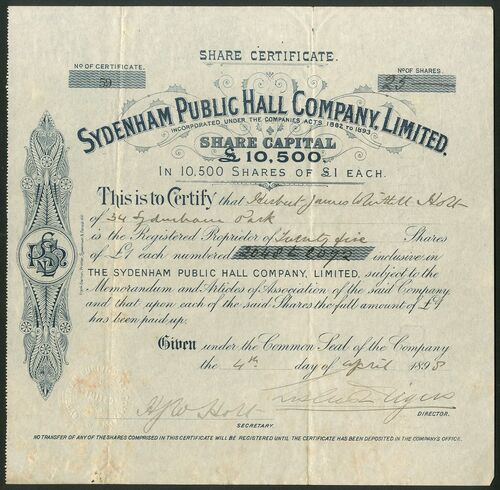 SHARE CERTIFICATE.
No OF CERTIFICATE.
59
No OF SHARES.
25
SYDENHAM PUBLIC HALL COMPANY, LIMITED.
INCORPORATED UNDER THE COMPANIES ACTS 1862 TO 1893
SHARE CAPITAL
£10,500
IN 10,500 SHARES OF £1 EACH.
This is to Certify that Herbert James Whittell Holt
of 34 Sydenham Park
is the Registered Proprietor of Twenty five Shares
of £1 each numbered inclusive in
THE SYDENHAM PUBLIC HALL COMPANY, LIMITED, subject to the
Memorandum and Articles of Association of the said Company
and that upon each of the said Shares the full amount of £1
has been paid up.
Given under the Common Seal of the Company
the 4th day of April 1898
DIRECTOR.
HJW Holt
SECRETARY.
NO TRANSFER OF ANY OF THE SHARES COMPRISED IN THIS CERTIFICATE WILL BE REGISTERED UNTIL THE CERTIFICATE HAS BEEN DEPOSITED IN THE COMPANY'S OFFICE.